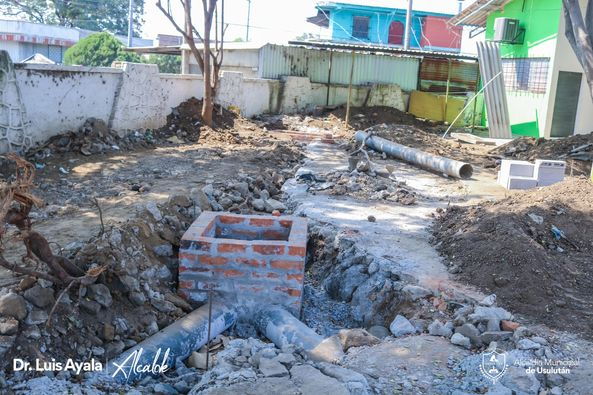 Dr. Luis Ayala Alcalde
Alcaldía Municipal
de Usulután